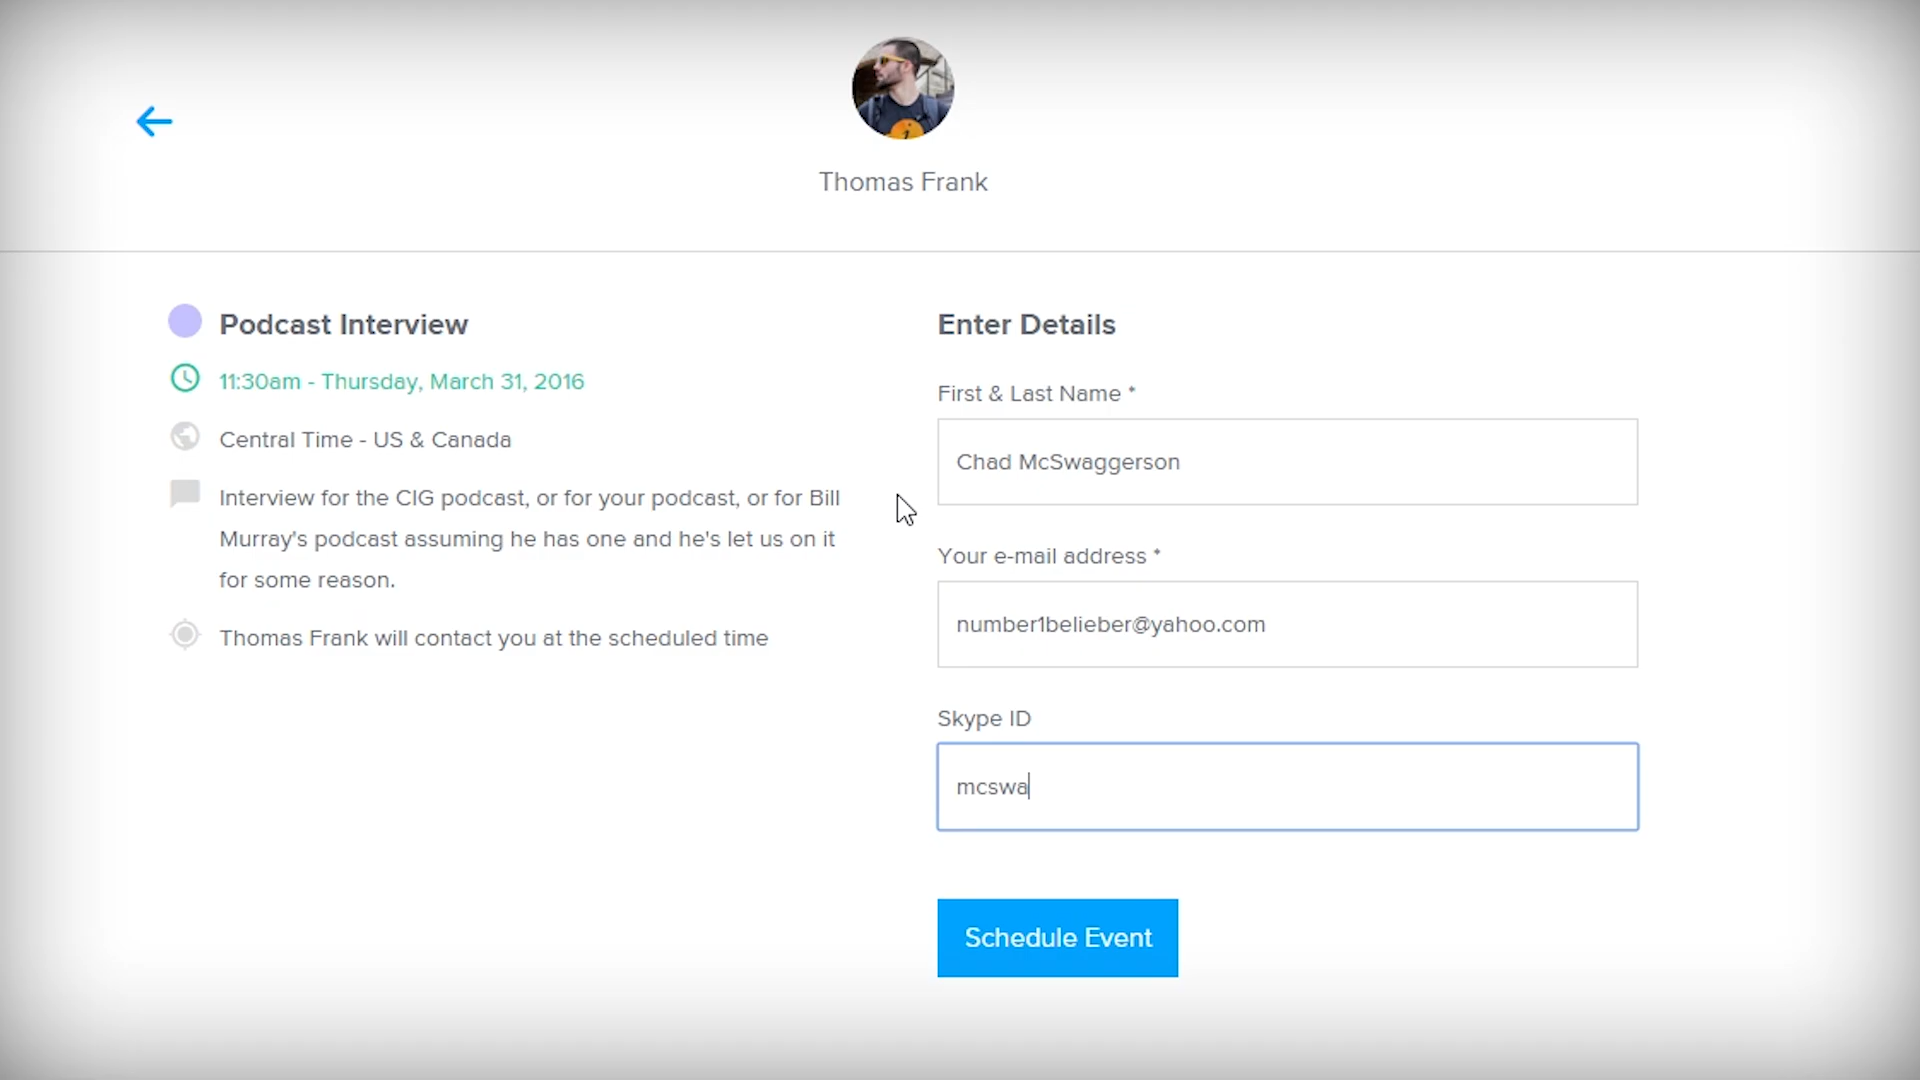 Thomas Frank
Podcast Interview
11:30am - Thursday, March 31, 2016
Central Time - US & Canada
Interview for the CIG podcast, or for your podcast, or for Bill
Murray's podcast assuming he has one and he's let us on it
for some reason.
Thomas Frank will contact you at the scheduled time
Enter Details
First & Last Name *
Chad McSwaggerson
Your e-mail address *
number1belieber@yahoo.com
Skype ID
mcswa
Schedule Event